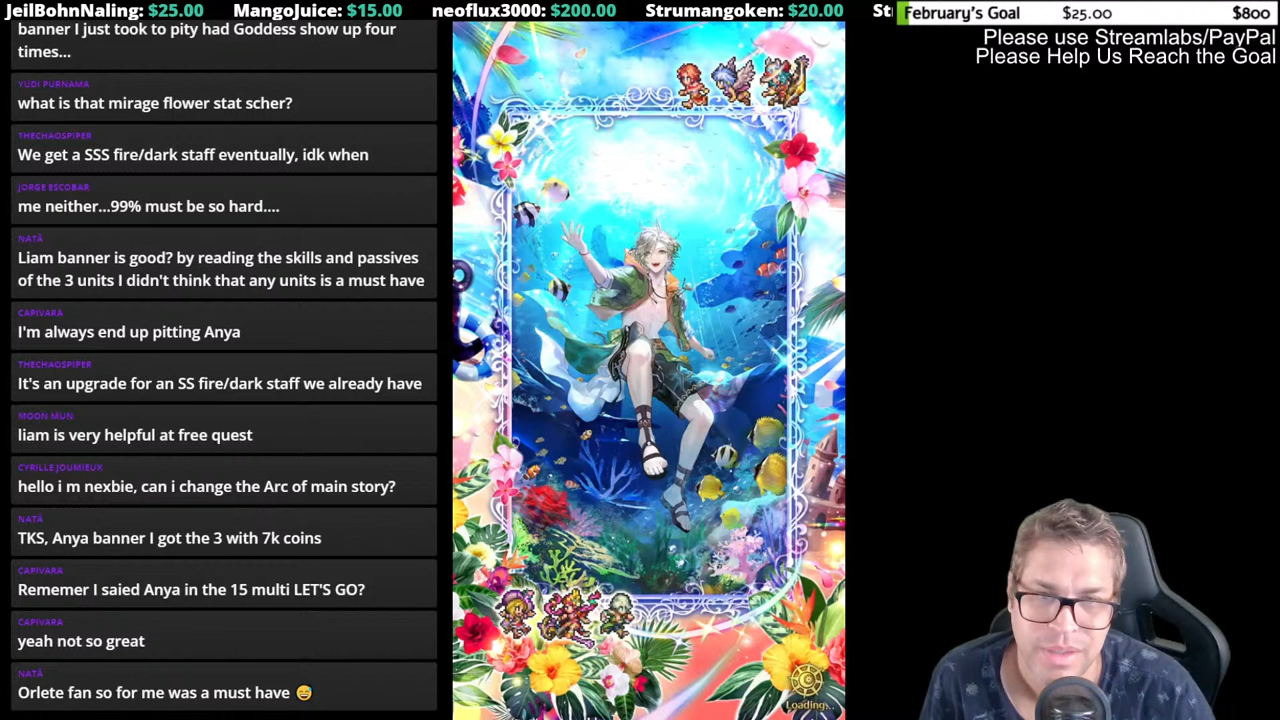 JeilBohnNaling: $25.00 MangoJuice: $15.00 neoflux3000: $200.00 Strumangoken: $20.00 St
February's Goal $25.00 $800
Please use Streamlabs/PayPal
Please Help Us Reach the Goal
banner I just took to pity had Goddess show up four
times...
YUDI PURNAMA
what is that mirage flower stat scher?
THECHAOSPIPER
We get a SSS fire/dark staff eventually, idk when
JORGE ESCOBAR
me neither...99% must be so hard....
NATÃ
Liam banner is good? by reading the skills and passives
of the 3 units I didn't think that any units is a must have
CAPIVARA
I'm always end up pitting Anya
THECHAOSPIPER
It's an upgrade for an SS fire/dark staff we already have
MOON MUN
liam is very helpful at free quest
CYRILLE JOUMIEUX
hello i m nexbie, can i change the Arc of main story?
NATÃ
TKS, Anya banner I got the 3 with 7k coins
CAPIVARA
Rememer I saied Anya in the 15 multi LET'S GO?
CAPIVARA
yeah not so great
NATÃ
Orlete fan so for me was a must have 😅
Loading..